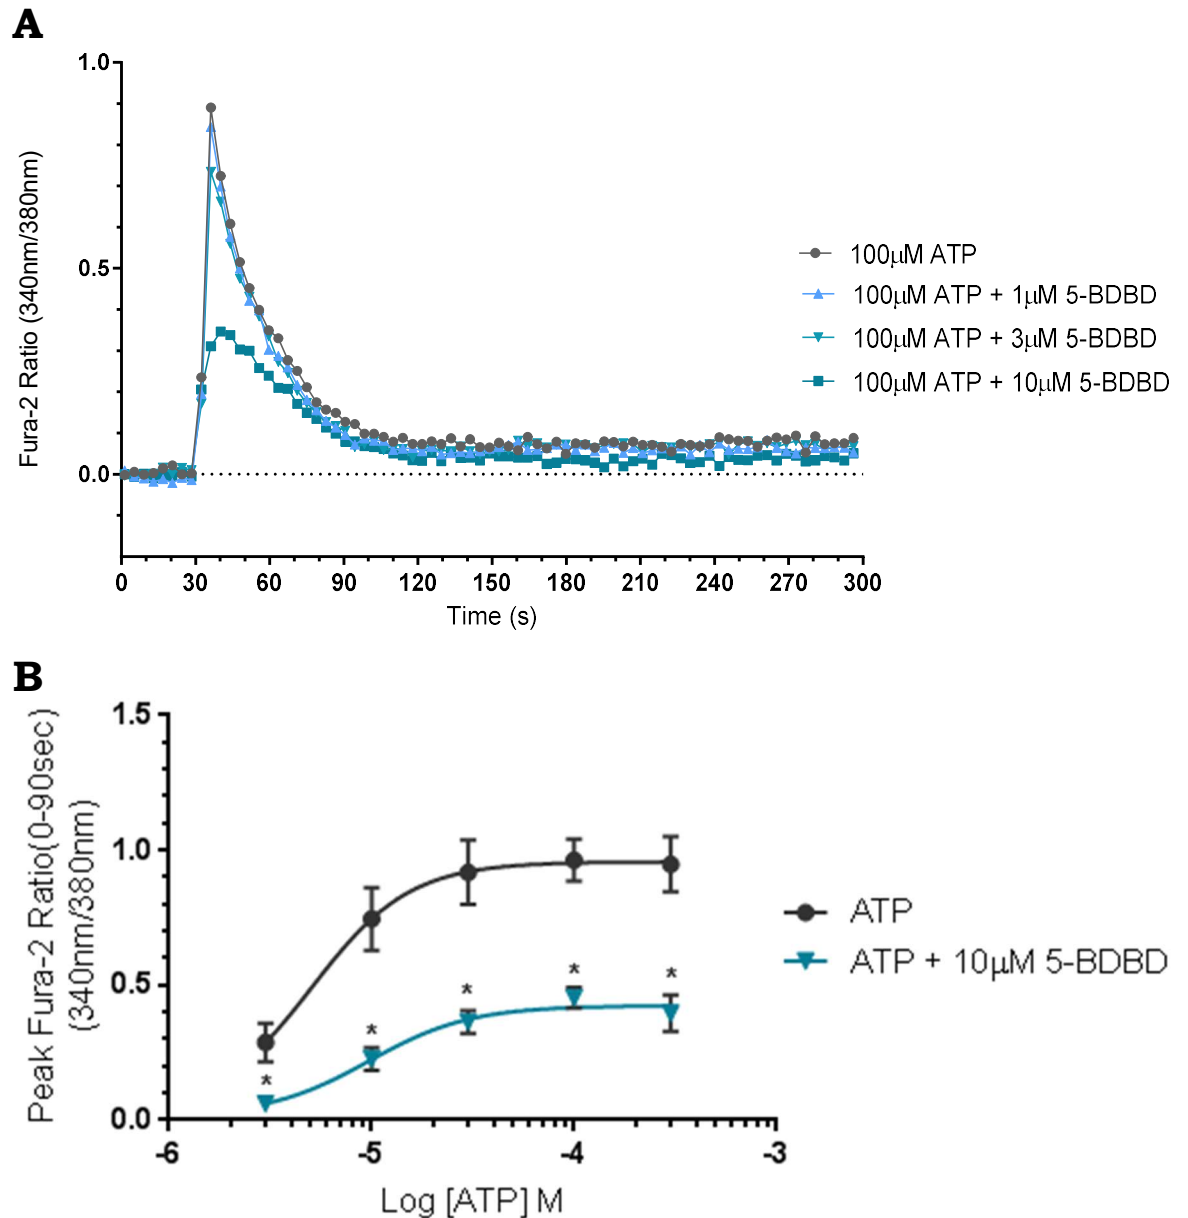 A
1.0
0.5
0.0
Fura-2 Ratio (340nm/380nm)
0 30 60 90 120 150 180 210 240 270 300
Time (s)
100µM ATP
100µM ATP + 1µM 5-BDBD
100µM ATP + 3µM 5-BDBD
100µM ATP + 10µM 5-BDBD
B
1.5
1.0
0.5
0.0
Peak Fura-2 Ratio(0-90sec)
(340nm/380nm)
* * * * *
-6 -5 -4 -3
Log [ATP] M
ATP
ATP + 10µM 5-BDBD